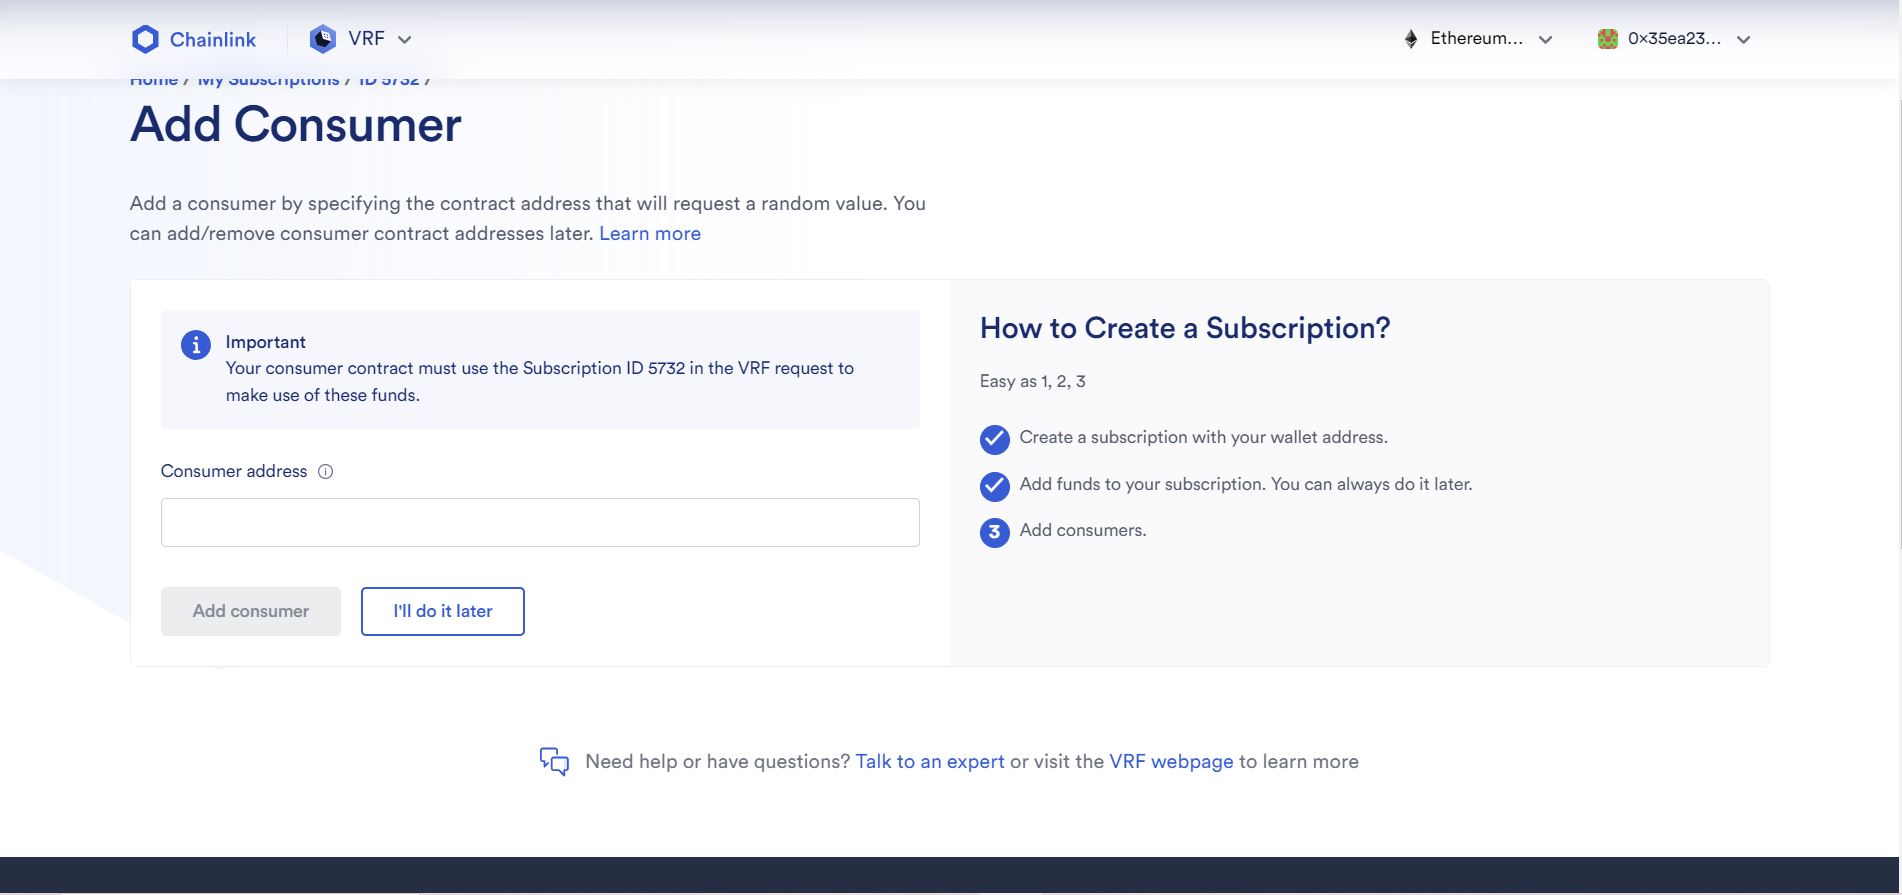 Chainlink
VRF
Ethereum...
0x35ea23...
Home / My Subscriptions / ID 5732 /
Add Consumer
Add a consumer by specifying the contract address that will request a random value. You
can add/remove consumer contract addresses later. Learn more
Important
Your consumer contract must use the Subscription ID 5732 in the VRF request to
make use of these funds.
Consumer address
Add consumer
I'll do it later
How to Create a Subscription?
Easy as 1, 2, 3
Create a subscription with your wallet address.
Add funds to your subscription. You can always do it later.
3 Add consumers.
Need help or have questions? Talk to an expert or visit the VRF webpage to learn more